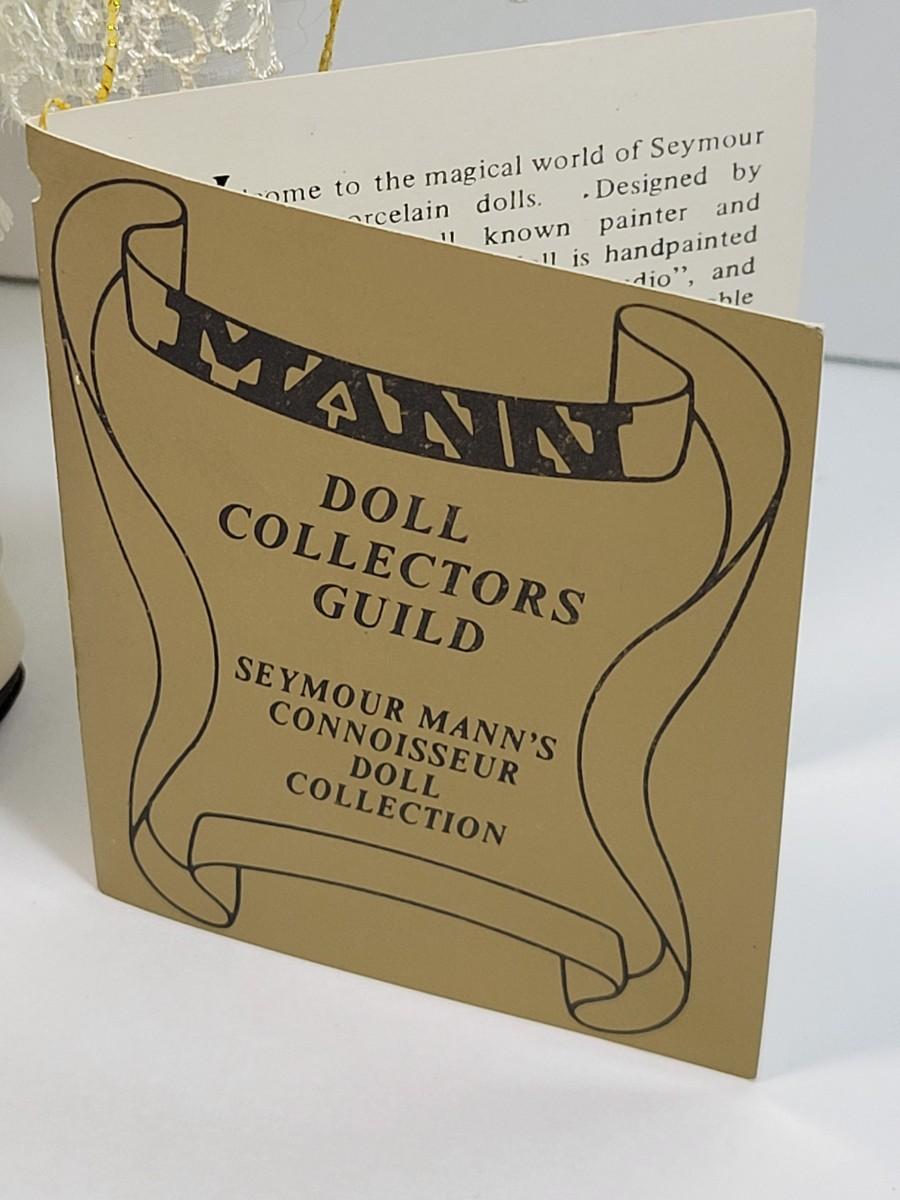 MANN
DOLL
COLLECTORS
GUILD
SEYMOUR MANN'S
CONNOISSEUR
DOLL
COLLECTION
to the magical world of Seymour
dolls. Designed by
known painter and
is handpainted
and